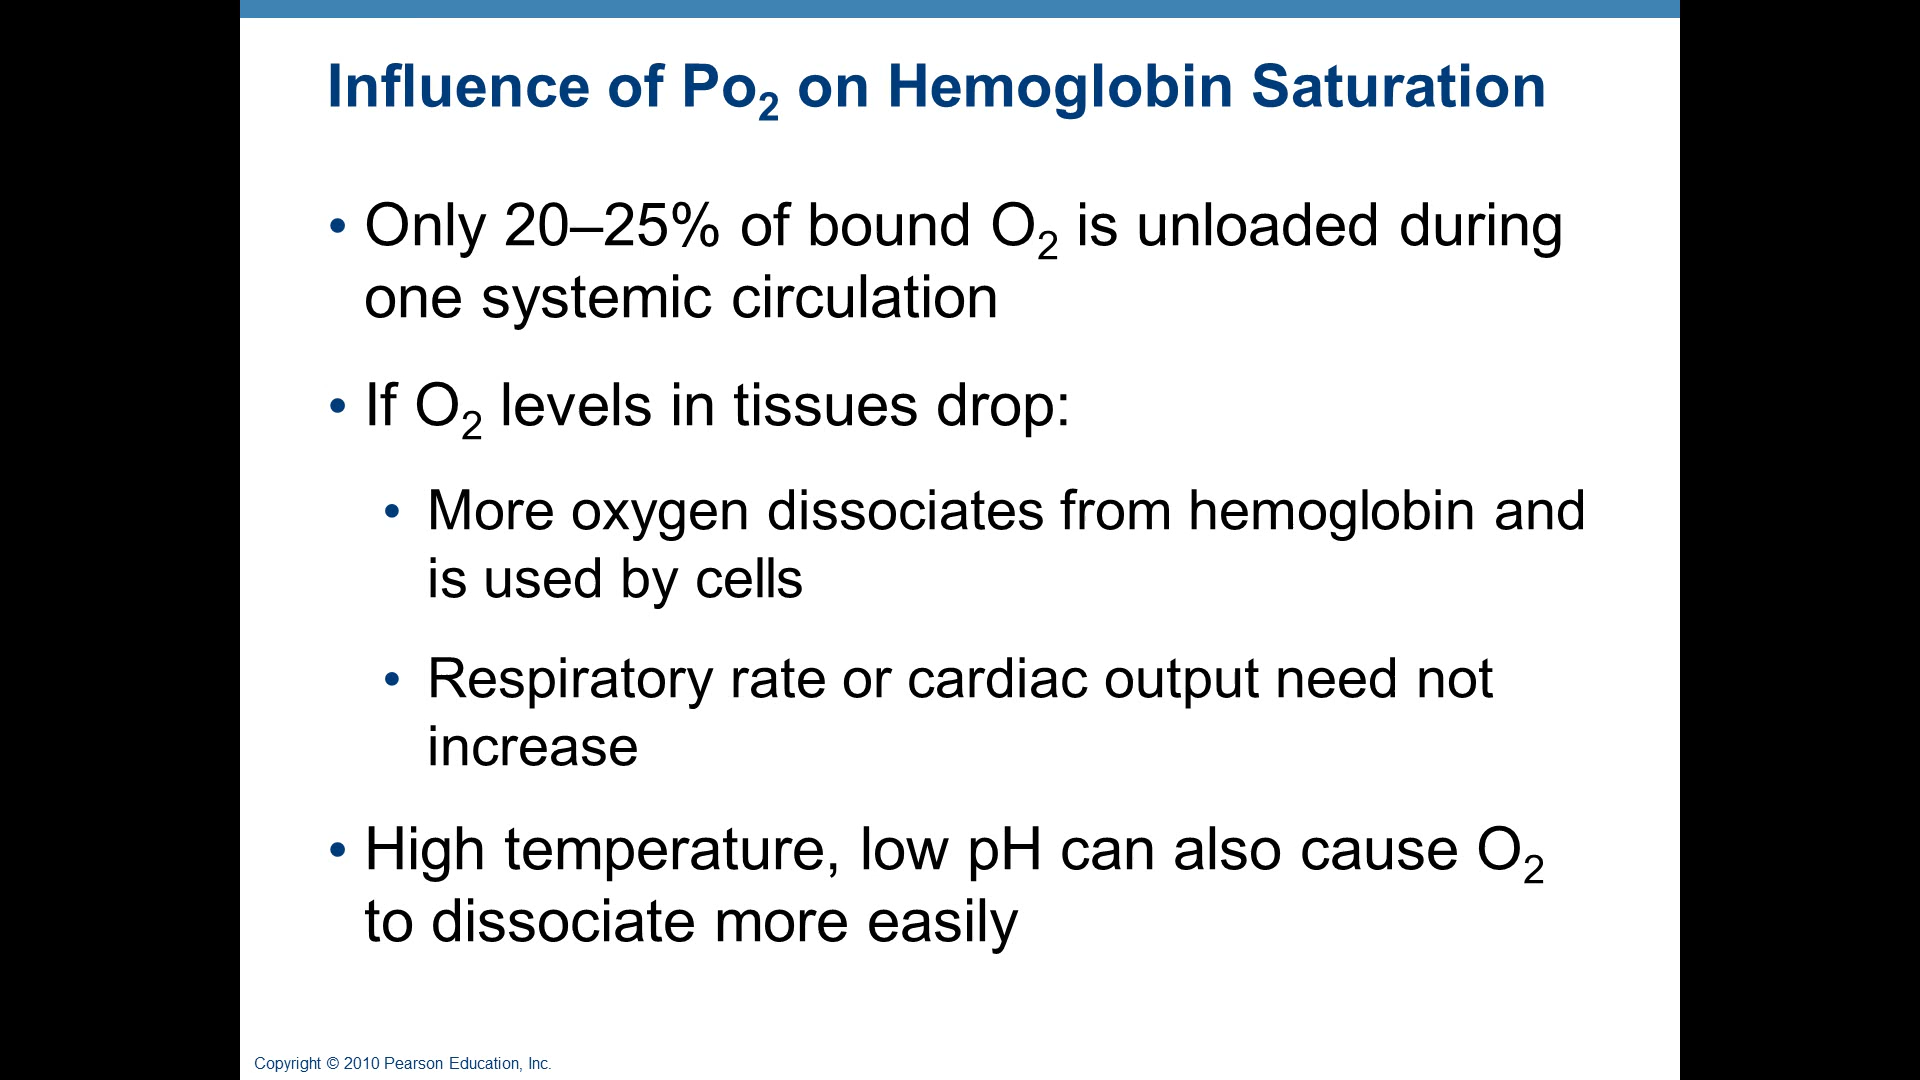 Influence of Po₂ on Hemoglobin Saturation
• Only 20–25% of bound O₂ is unloaded during
one systemic circulation
• If O₂ levels in tissues drop:
• More oxygen dissociates from hemoglobin and
is used by cells
• Respiratory rate or cardiac output need not
increase
• High temperature, low pH can also cause O₂
to dissociate more easily
Copyright © 2010 Pearson Education, Inc.